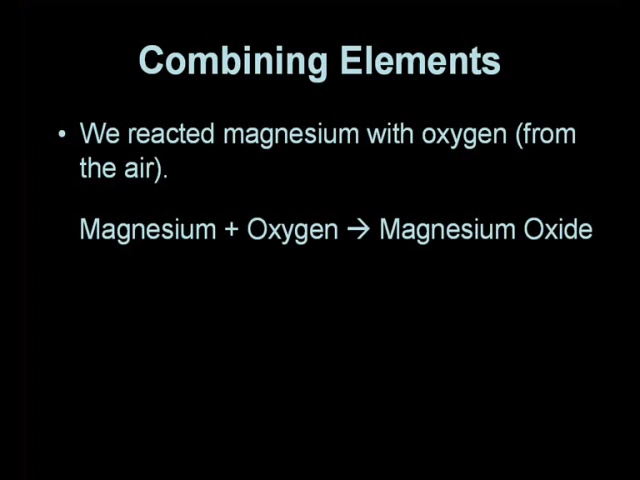 Combining Elements
• We reacted magnesium with oxygen (from
the air).
Magnesium + Oxygen → Magnesium Oxide